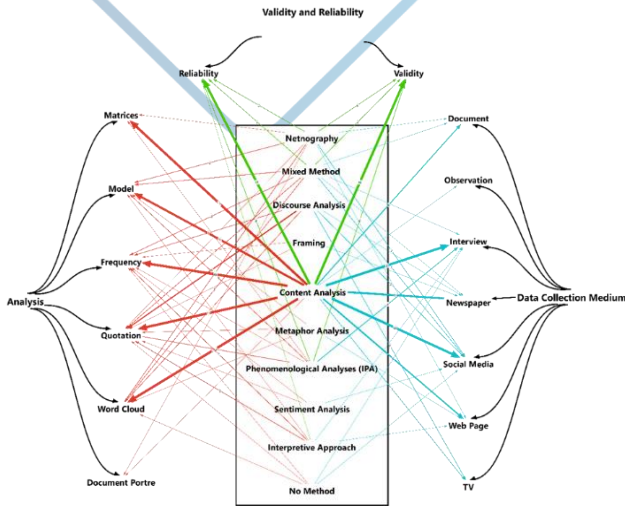 Validity and Reliability
Reliability
Validity
Matrices
Document
Netnography
Mixed Method
Observation
Model
Discourse Analysis
Framing
Interview
Frequency
Content Analysis
Analysis
Newspaper
Data Collection Medium
Quotation
Metaphor Analysis
Phenomenological Analyses (IPA)
Social Media
Word Cloud
Sentiment Analysis
Web Page
Interpretive Approach
Document Portre
No Method
TV